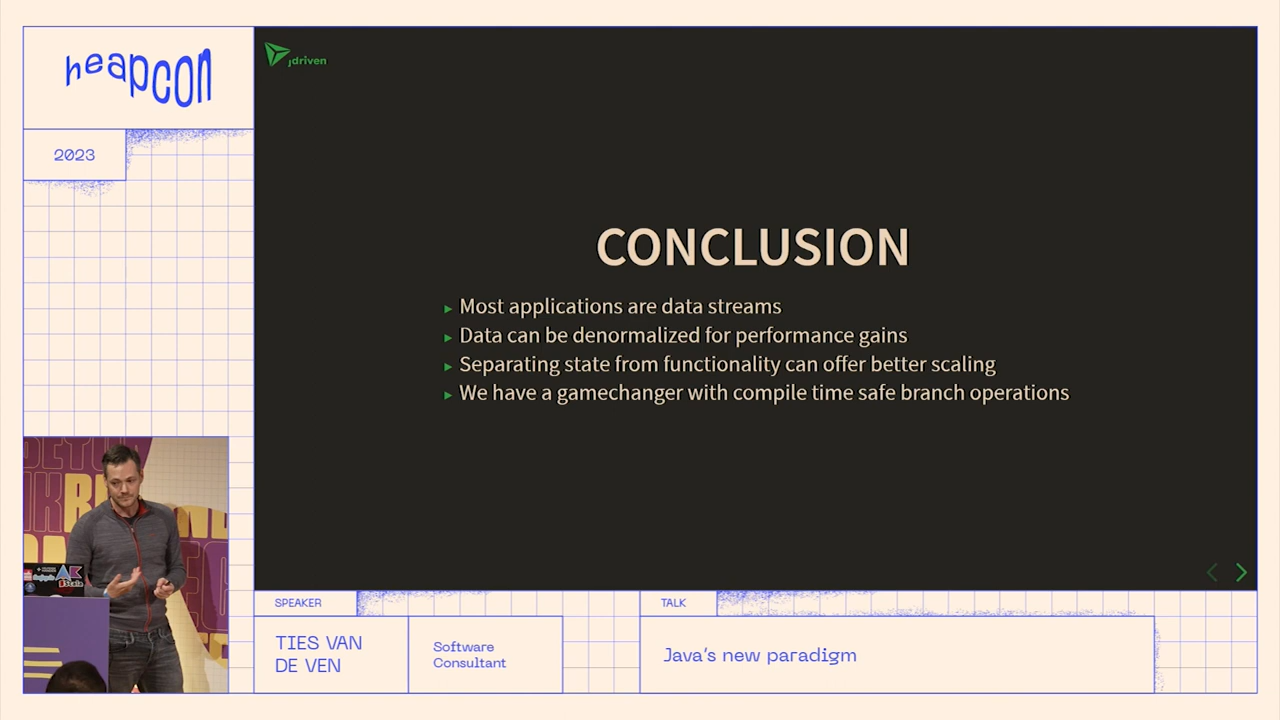 heapcon
2023
jdriven
CONCLUSION
Most applications are data streams
Data can be denormalized for performance gains
Separating state from functionality can offer better scaling
We have a gamechanger with compile time safe branch operations
SPEAKER
TIES VAN
DE VEN
Software
Consultant
TALK
Java's new paradigm
Scala